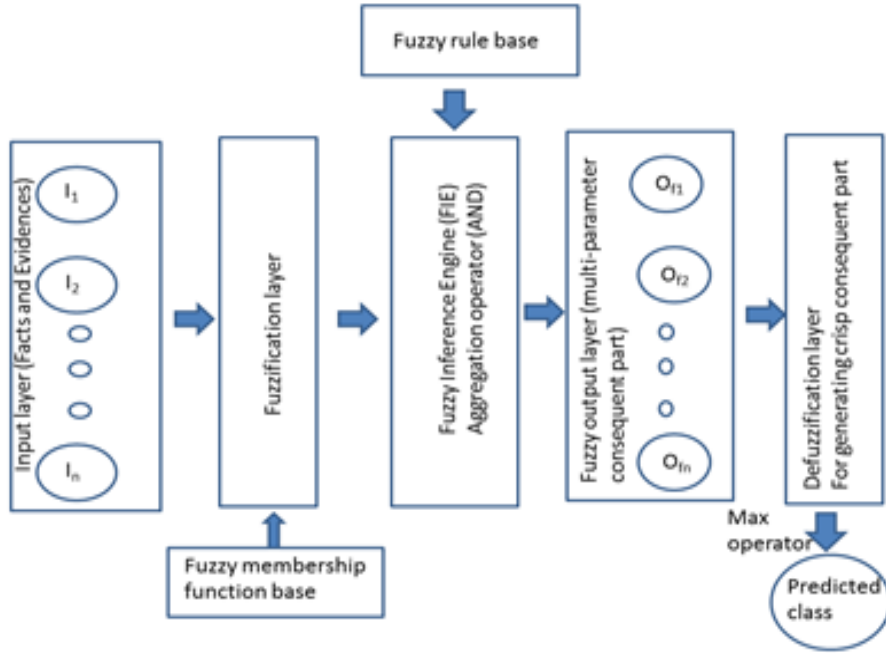 Fuzzy rule base
Input layer (Facts and Evidences)
I1
I2
In
Fuzzification layer
Fuzzy membership
function base
Fuzzy Inference Engine (FIE)
Aggregation operator (AND)
Fuzzy output layer (multi-parameter
consequent part)
Of1
Of2
Ofn
Defuzzification layer
For generating crisp consequent part
Max
operator
Predicted
class